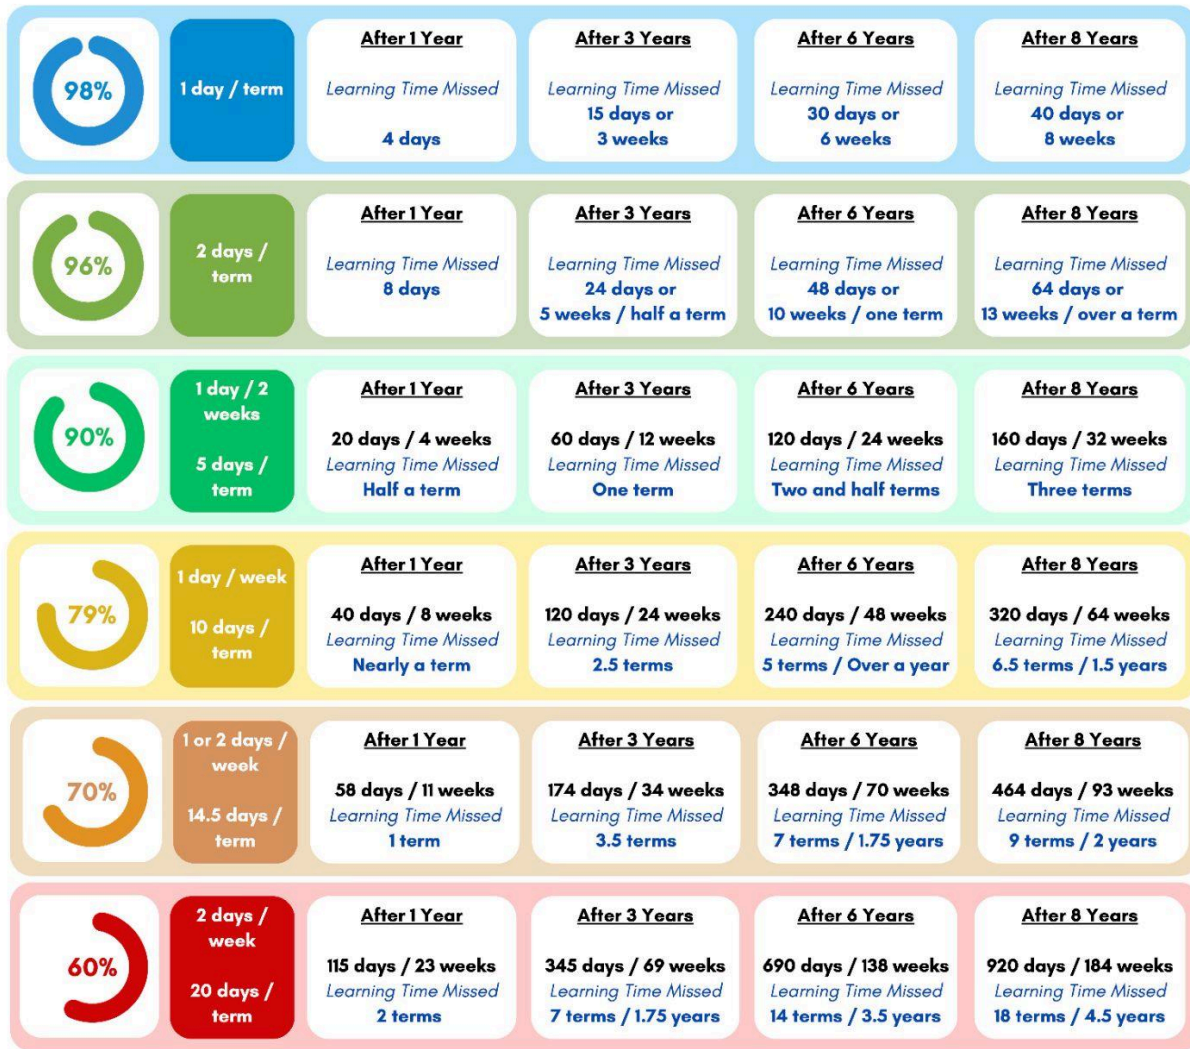 98%
1 day / term
After 1 Year
Learning Time Missed
4 days
After 3 Years
Learning Time Missed
15 days or
3 weeks
After 6 Years
Learning Time Missed
30 days or
6 weeks
After 8 Years
Learning Time Missed
40 days or
8 weeks
96%
2 days /
term
After 1 Year
Learning Time Missed
8 days
After 3 Years
Learning Time Missed
24 days or
5 weeks / half a term
After 6 Years
Learning Time Missed
48 days or
10 weeks / one term
After 8 Years
Learning Time Missed
64 days or
13 weeks / over a term
90%
1 day / 2
weeks
5 days /
term
After 1 Year
20 days / 4 weeks
Learning Time Missed
Half a term
After 3 Years
60 days / 12 weeks
Learning Time Missed
One term
After 6 Years
120 days / 24 weeks
Learning Time Missed
Two and half terms
After 8 Years
160 days / 32 weeks
Learning Time Missed
Three terms
79%
1 day / week
10 days /
term
After 1 Year
40 days / 8 weeks
Learning Time Missed
Nearly a term
After 3 Years
120 days / 24 weeks
Learning Time Missed
2.5 terms
After 6 Years
240 days / 48 weeks
Learning Time Missed
5 terms / Over a year
After 8 Years
320 days / 64 weeks
Learning Time Missed
6.5 terms / 1.5 years
70%
1 or 2 days /
week
14.5 days /
term
After 1 Year
58 days / 11 weeks
Learning Time Missed
1 term
After 3 Years
174 days / 34 weeks
Learning Time Missed
3.5 terms
After 6 Years
348 days / 70 weeks
Learning Time Missed
7 terms / 1.75 years
After 8 Years
464 days / 93 weeks
Learning Time Missed
9 terms / 2 years
60%
2 days /
week
20 days /
term
After 1 Year
115 days / 23 weeks
Learning Time Missed
2 terms
After 3 Years
345 days / 69 weeks
Learning Time Missed
7 terms / 1.75 years
After 6 Years
690 days / 138 weeks
Learning Time Missed
14 terms / 3.5 years
After 8 Years
920 days / 184 weeks
Learning Time Missed
18 terms / 4.5 years